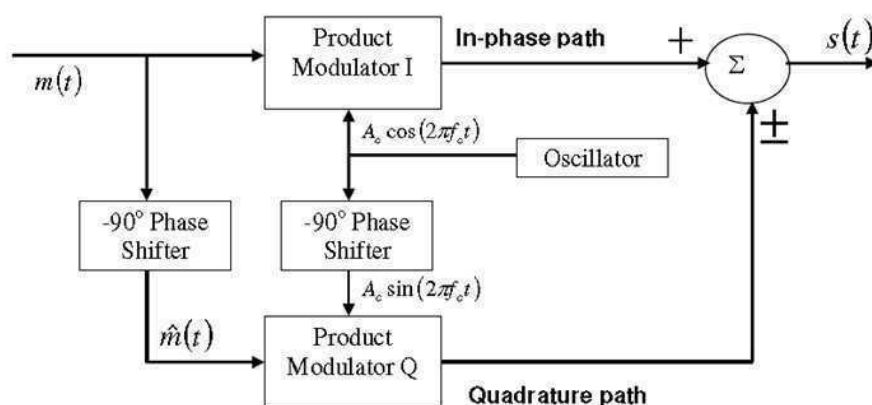 Product
Modulator I
In-phase path
+
Σ
s(t)
m(t)
A_c cos(2πf_c t)
±
Oscillator
-90° Phase
Shifter
-90° Phase
Shifter
A_c sin(2πf_c t)
m̂(t)
Product
Modulator Q
Quadrature path